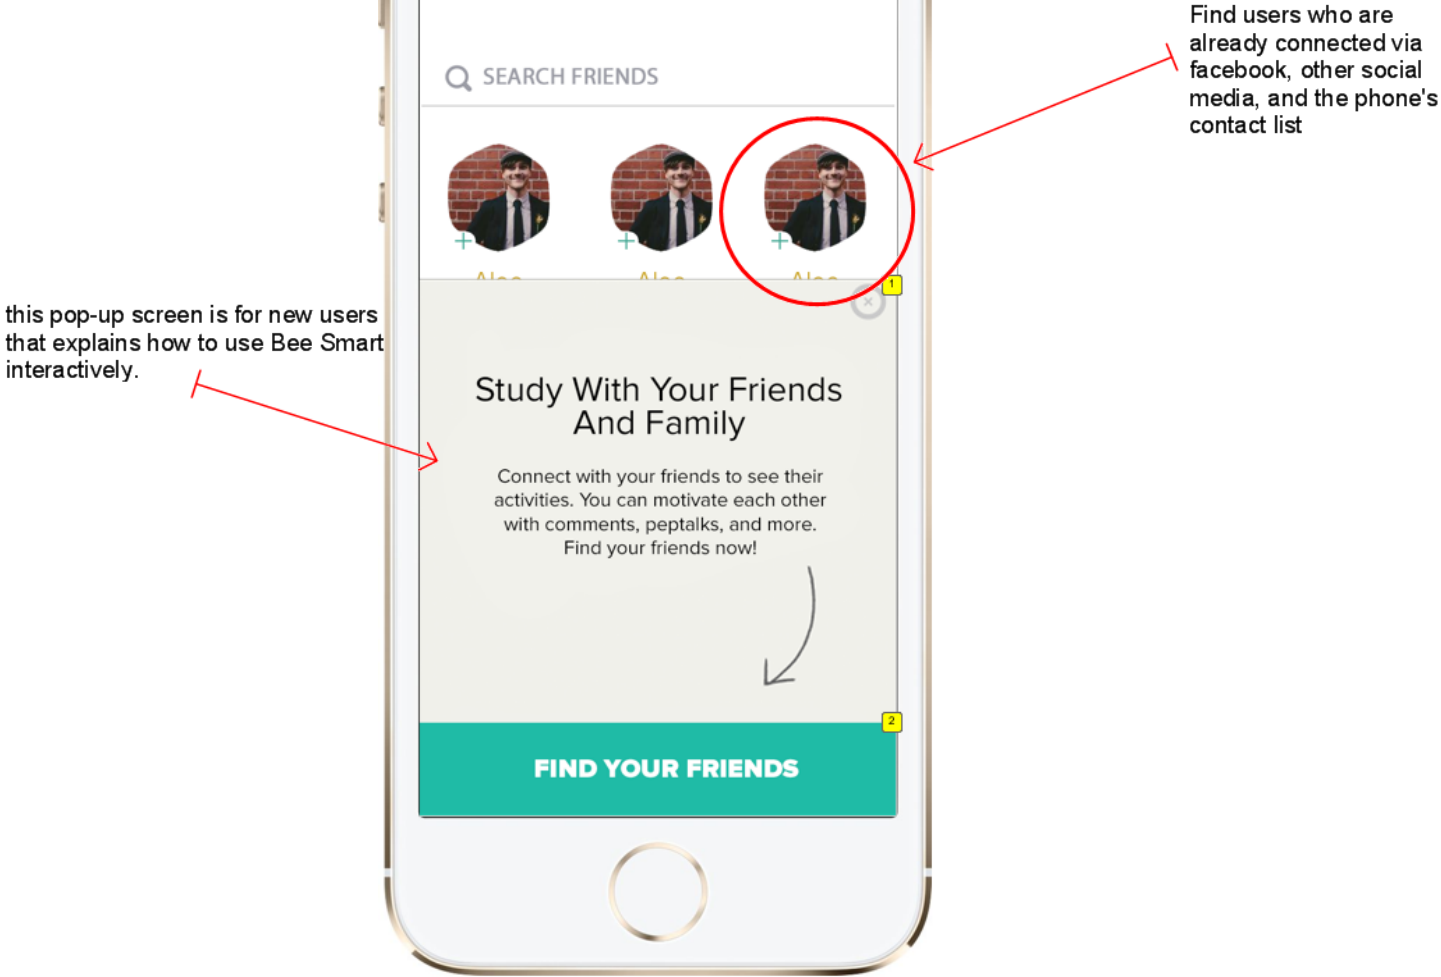 Find users who are
already connected via
facebook, other social
media, and the phone's
contact list
SEARCH FRIENDS
1
this pop-up screen is for new users
that explains how to use Bee Smart
interactively.
Study With Your Friends
And Family
Connect with your friends to see their
activities. You can motivate each other
with comments, peptalks, and more.
Find your friends now!
2
FIND YOUR FRIENDS